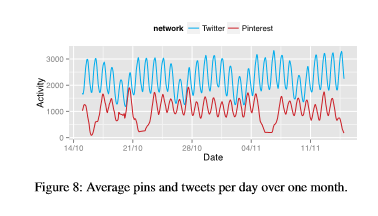 network Twitter Pinterest
3000
2000
1000
0
Activity
14/10 21/10 28/10 04/11 11/11
Date
Figure 8: Average pins and tweets per day over one month.